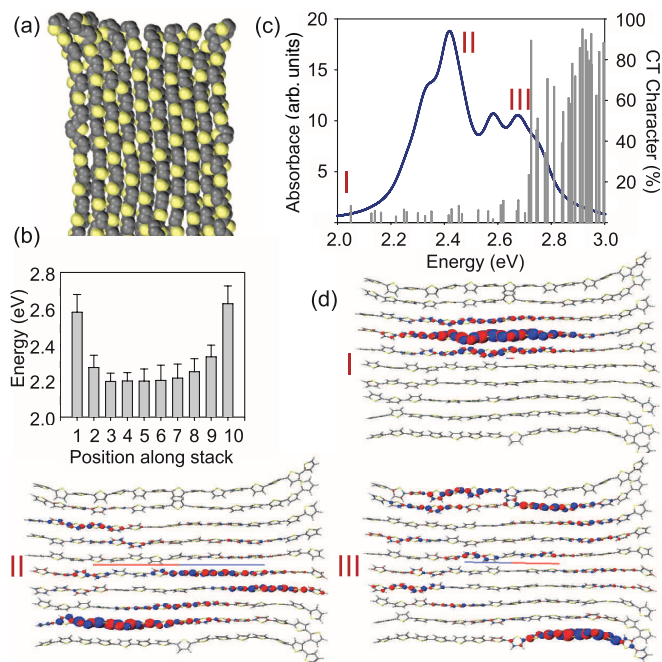 (a)
(c)
Absorbace (arb. units)
20
15
10
5
100
80
60
40
20
CT Character (%)
I
II
III
2.0 2.2 2.4 2.6 2.8 3.0
Energy (eV)
(b)
Energy (eV)
2.8
2.6
2.4
2.2
2.0
1 2 3 4 5 6 7 8 9 10
Position along stack
(d)
I
II
III